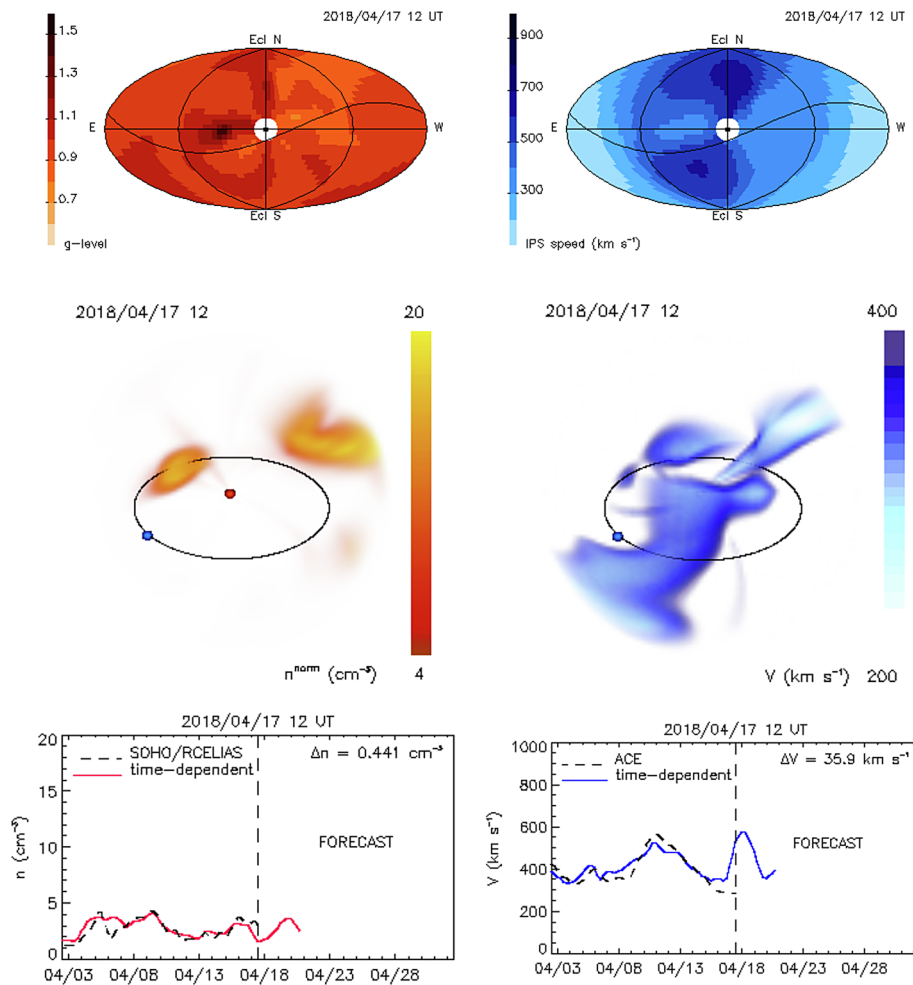 2018/04/17 12 UT
1.5
1.3
1.1
0.9
0.7
g-level
Ecl N
E
W
Ecl S
2018/04/17 12 UT
900
700
500
300
IPS speed (km s⁻¹)
Ecl N
E
W
Ecl S
2018/04/17 12
20
nⁿᵒʳᵐ (cm⁻³)
4
2018/04/17 12
400
V (km s⁻¹)
200
2018/04/17 12 UT
SOHO/RCELIAS
time-dependent
Δn = 0.441 cm⁻³
FORECAST
n (cm⁻³)
20
15
10
5
0
04/03 04/08 04/13 04/18 04/23 04/28
2018/04/17 12 UT
ACE
time-dependent
ΔV = 35.9 km s⁻¹
FORECAST
V (km s⁻¹)
1000
800
600
400
200
0
04/03 04/08 04/13 04/18 04/23 04/28